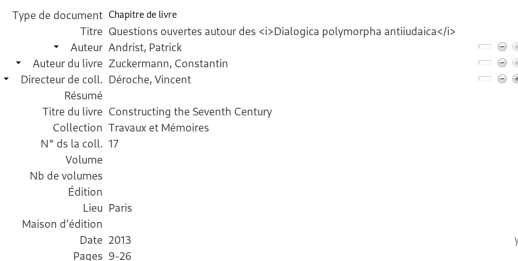 Type de document Chapitre de livre
Titre Questions ouvertes autour des <i>Dialogica polymorpha antiiudaica</i>
Auteur Andrist, Patrick
Auteur du livre Zuckermann, Constantin
Directeur de coll. Déroche, Vincent
Résumé
Titre du livre Constructing the Seventh Century
Collection Travaux et Mémoires
N° ds la coll. 17
Volume
Nb de volumes
Édition
Lieu Paris
Maison d'édition
Date 2013 y
Pages 9-26